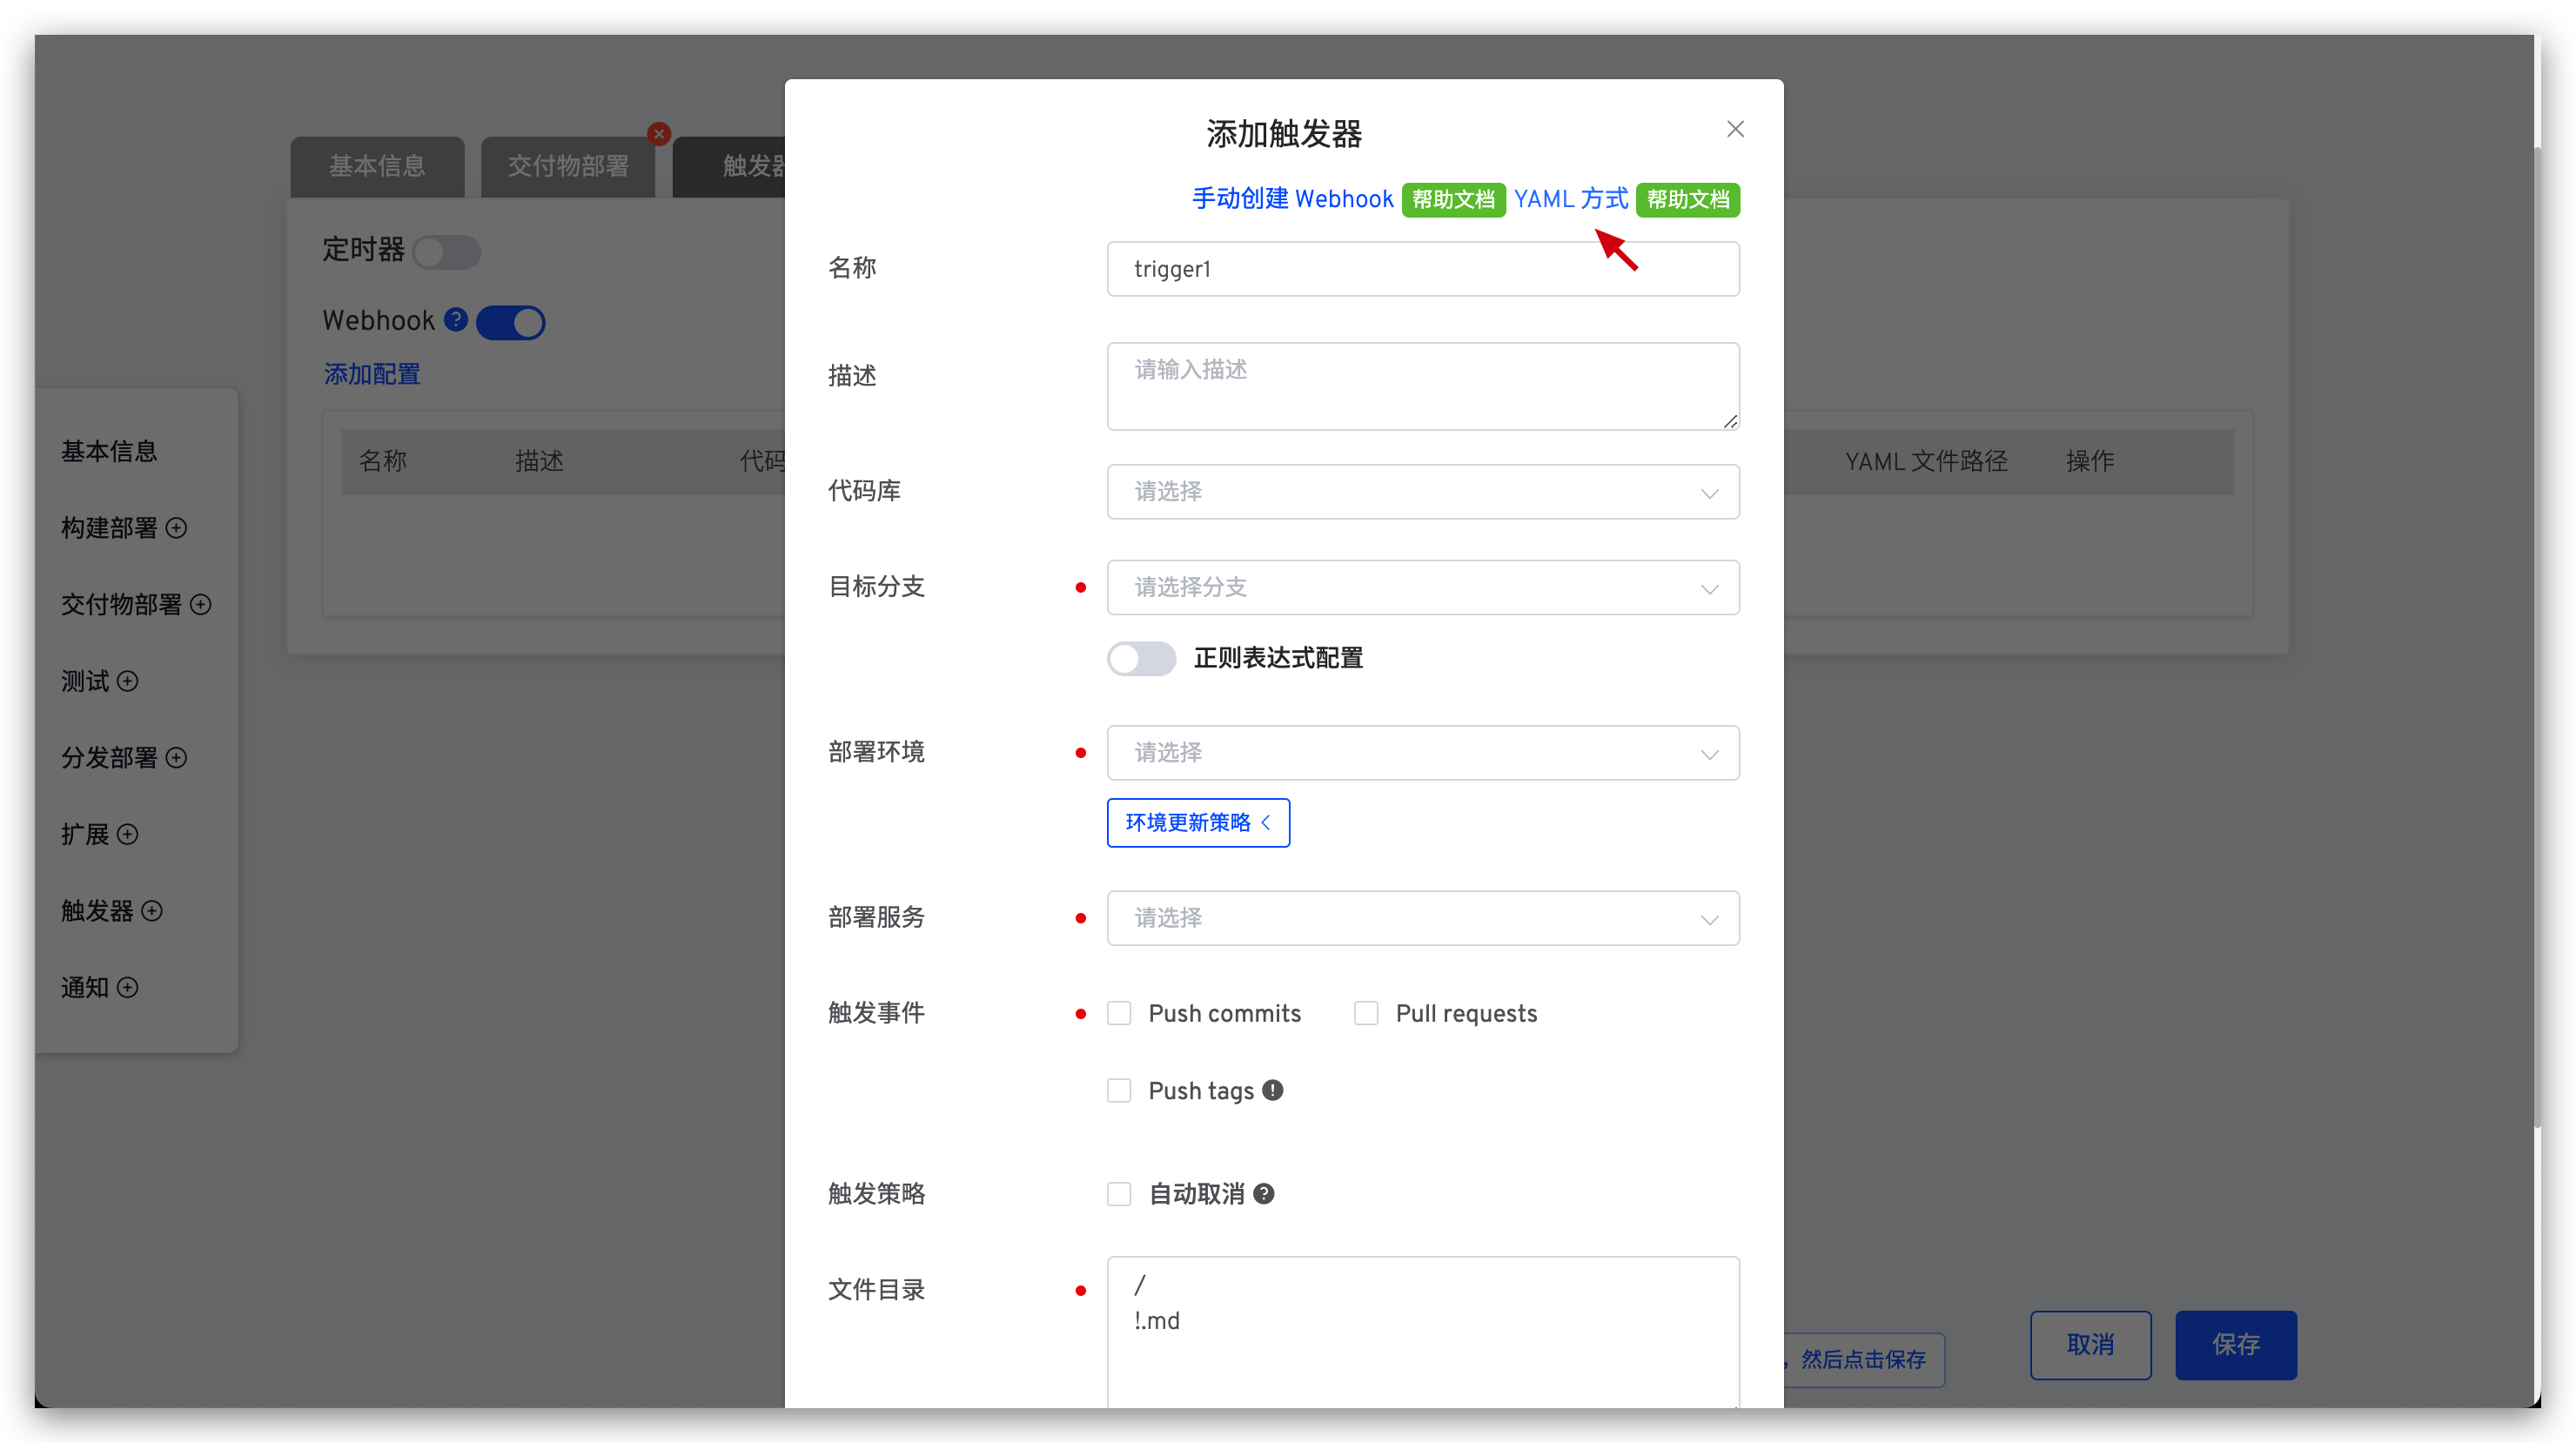 基本信息
交付物部署
触发器
定时器
Webhook
添加配置
名称
描述
代码
YAML 文件路径
操作
基本信息
构建部署
交付物部署
测试
分发部署
扩展
触发器
通知
添加触发器
手动创建 Webhook 帮助文档 YAML 方式 帮助文档
名称
trigger1
描述
请输入描述
代码库
请选择
目标分支
请选择分支
正则表达式配置
部署环境
请选择
环境更新策略
部署服务
请选择
触发事件
Push commits
Pull requests
Push tags
触发策略
自动取消
文件目录
/
!.md
，然后点击保存
取消
保存